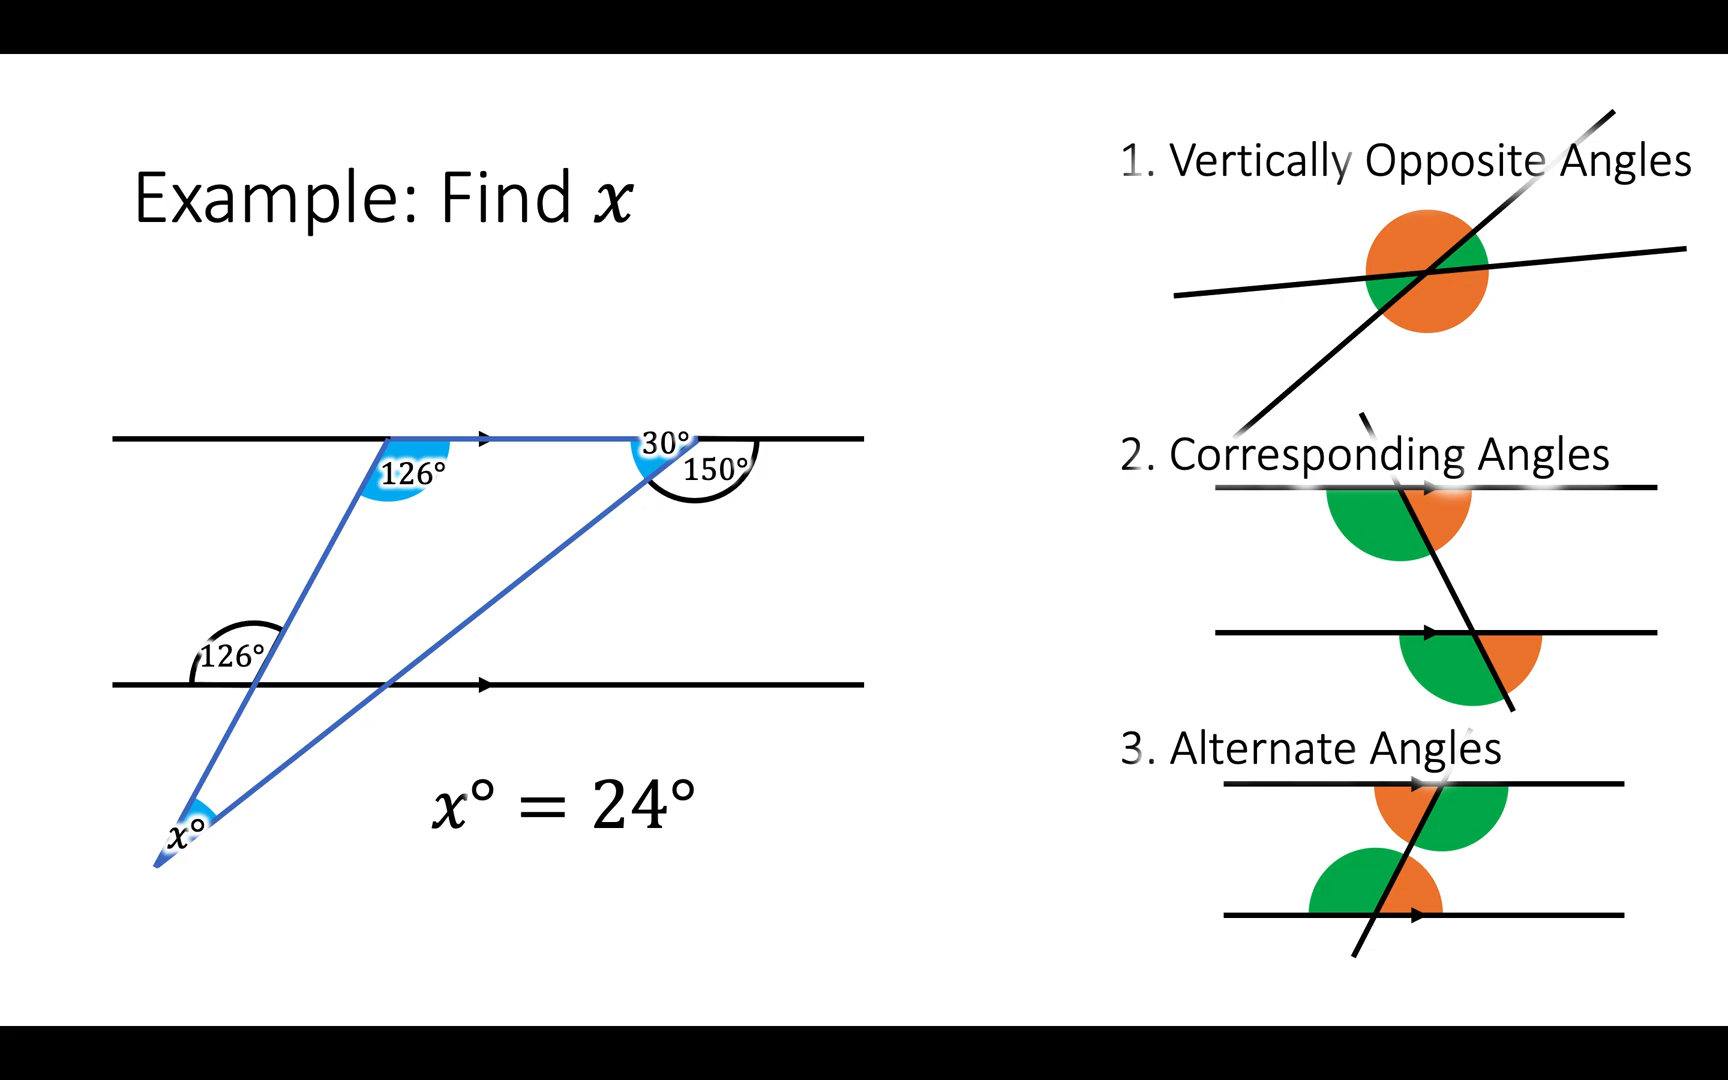 Example: Find x
126°
30°
150°
126°
x°
x° = 24°
1. Vertically Opposite Angles
2. Corresponding Angles
3. Alternate Angles